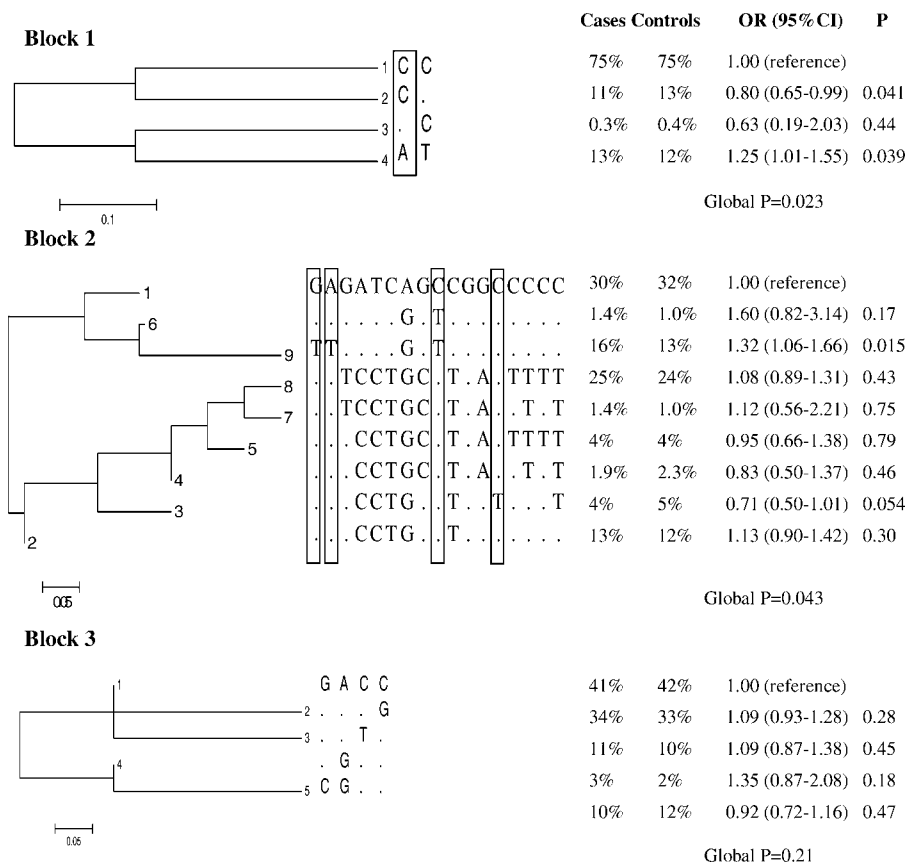 Cases Controls OR (95%CI) P
Block 1
1 C C 75% 75% 1.00 (reference)
2 C . 11% 13% 0.80 (0.65-0.99) 0.041
3 . C 0.3% 0.4% 0.63 (0.19-2.03) 0.44
4 A T 13% 12% 1.25 (1.01-1.55) 0.039
0.1
Global P=0.023
Block 2
1 GAGATCAGCCGGCCCCC 30% 32% 1.00 (reference)
6 ......G.T........ 1.4% 1.0% 1.60 (0.82-3.14) 0.17
9 TT....G.T........ 16% 13% 1.32 (1.06-1.66) 0.015
8 ..TCCTGC.T.A.TTTT 25% 24% 1.08 (0.89-1.31) 0.43
7 ..TCCTGC.T.A..T.T 1.4% 1.0% 1.12 (0.56-2.21) 0.75
5 ...CCTGC.T.A.TTTT 4% 4% 0.95 (0.66-1.38) 0.79
4 ...CCTGC.T.A..T.T 1.9% 2.3% 0.83 (0.50-1.37) 0.46
3 ...CCTG..T..T...T 4% 5% 0.71 (0.50-1.01) 0.054
2 ...CCTG..T....... 13% 12% 1.13 (0.90-1.42) 0.30
0.05
Global P=0.043
Block 3
1 G A C C 41% 42% 1.00 (reference)
2 . . . G 34% 33% 1.09 (0.93-1.28) 0.28
3 . . T . 11% 10% 1.09 (0.87-1.38) 0.45
4 . G . . 3% 2% 1.35 (0.87-2.08) 0.18
5 C G . . 10% 12% 0.92 (0.72-1.16) 0.47
0.05
Global P=0.21